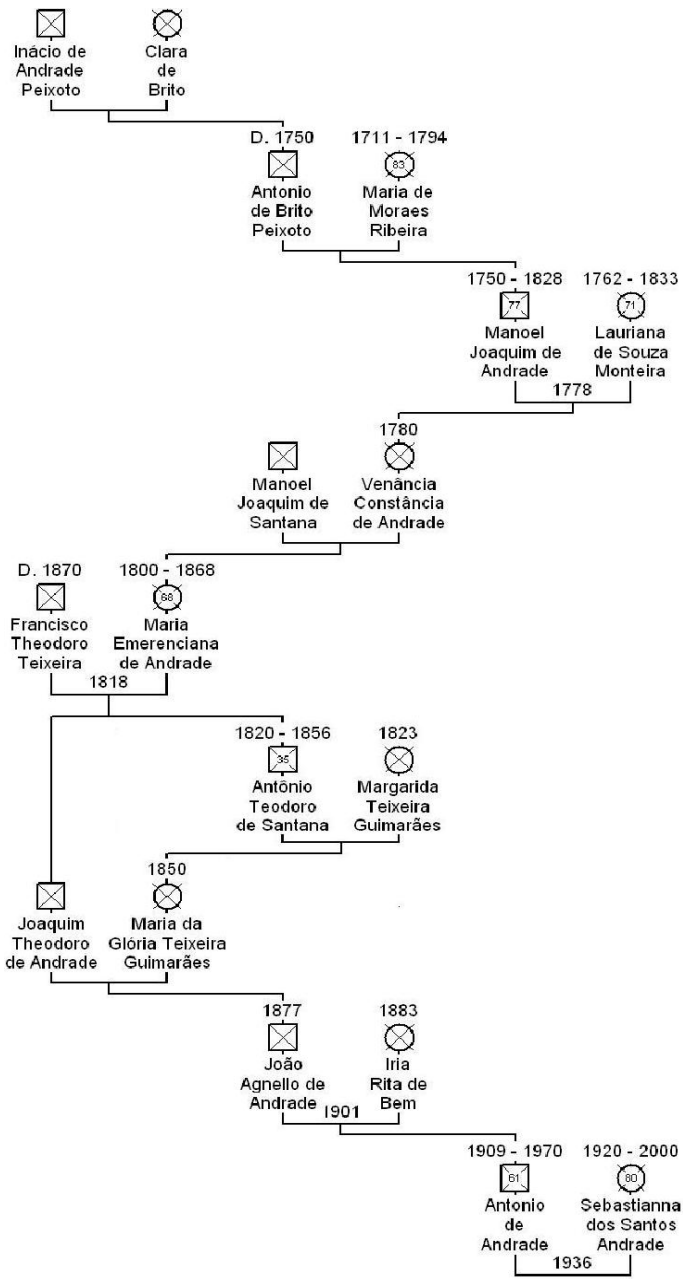 Inácio de
Andrade
Peixoto
Clara
de
Brito
D. 1750
Antonio
de Brito
Peixoto
1711 - 1794
83
Maria de
Moraes
Ribeira
1750 - 1828
77
Manoel
Joaquim de
Andrade
1762 - 1833
71
Lauriana
de Souza
Monteira
1778
Manoel
Joaquim de
Santana
1780
Venância
Constância
de Andrade
D. 1870
Francisco
Theodoro
Teixeira
1800 - 1868
68
Maria
Emerenciana
de Andrade
1818
1820 - 1856
35
Antônio
Teodoro
de Santana
1823
Margarida
Teixeira
Guimarães
Joaquim
Theodoro
de Andrade
1850
Maria da
Glória Teixeira
Guimarães
1877
João
Agnello de
Andrade
1883
Iria
Rita de
Bem
1901
1909 - 1970
61
Antonio
de
Andrade
1920 - 2000
80
Sebastianna
dos Santos
Andrade
1936